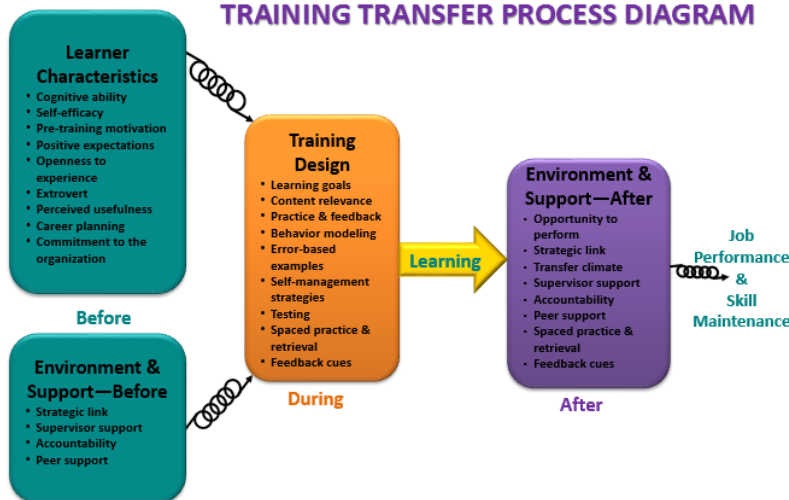 TRAINING TRANSFER PROCESS DIAGRAM
Learner
Characteristics
• Cognitive ability
• Self-efficacy
• Pre-training motivation
• Positive expectations
• Openness to
experience
• Extrovert
• Perceived usefulness
• Career planning
• Commitment to the
organization
Before
Environment &
Support—Before
• Strategic link
• Supervisor support
• Accountability
• Peer support
Training
Design
• Learning goals
• Content relevance
• Practice & feedback
• Behavior modeling
• Error-based
examples
• Self-management
strategies
• Testing
• Spaced practice &
retrieval
• Feedback cues
During
Learning
Environment &
Support—After
• Opportunity to
perform
• Strategic link
• Transfer climate
• Supervisor support
• Accountability
• Peer support
• Spaced practice &
retrieval
• Feedback cues
After
Job
Performance
&
Skill
Maintenance